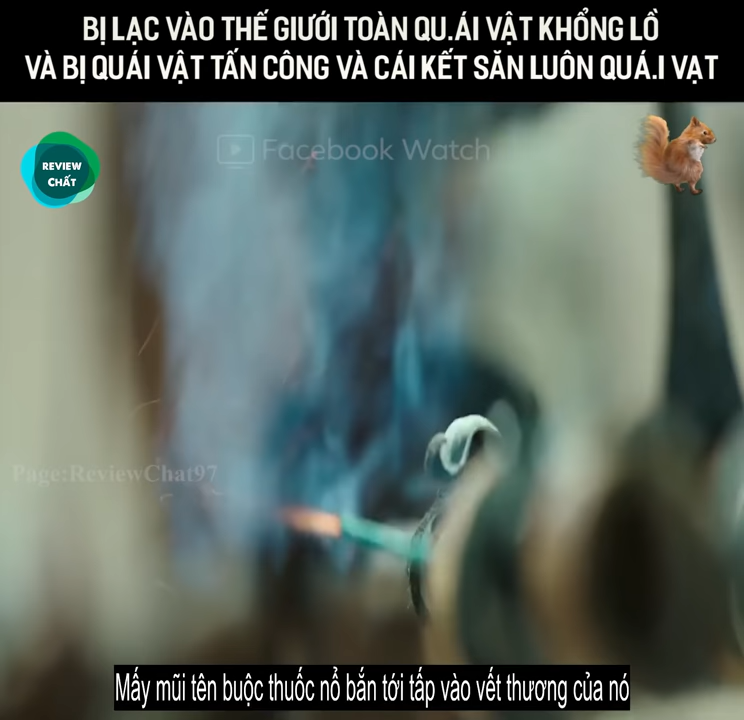 BỊ LẠC VÀO THẾ GIƯỚI TOÀN QU.ÁI VẬT KHỔNG LỒ
VÀ BỊ QUÁI VẬT TẤN CÔNG VÀ CÁI KẾT SĂN LUÔN QUÁ.I VẠT
Facebook Watch
REVIEW
CHẤT
Page:ReviewChat97
Mấy mũi tên buộc thuốc nổ bắn tới tấp vào vết thương của nó